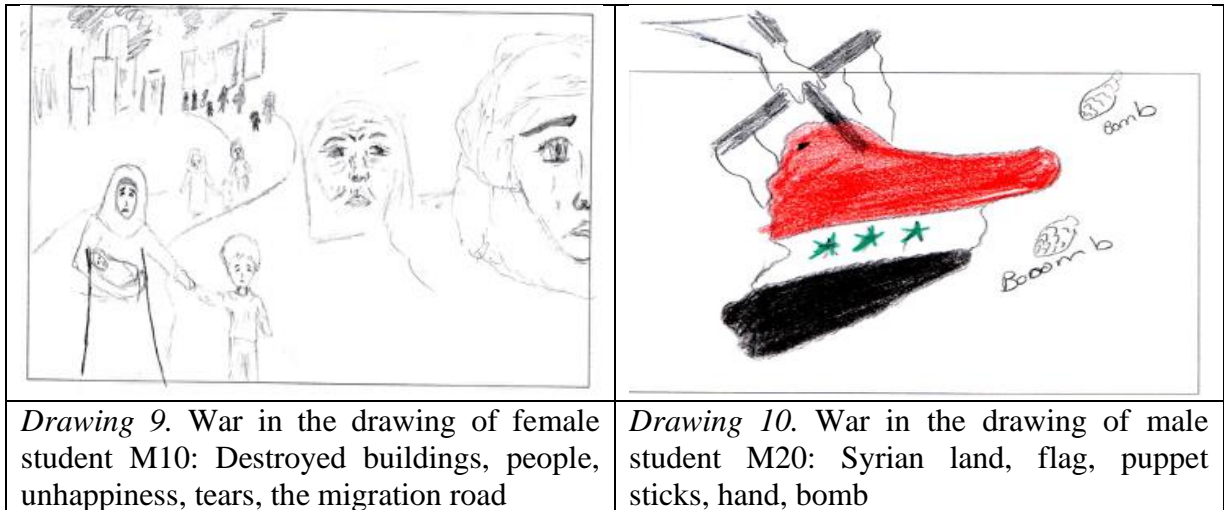 Bomb
Booomb
Drawing 9. War in the drawing of female
student M10: Destroyed buildings, people,
unhappiness, tears, the migration road
Drawing 10. War in the drawing of male
student M20: Syrian land, flag, puppet
sticks, hand, bomb